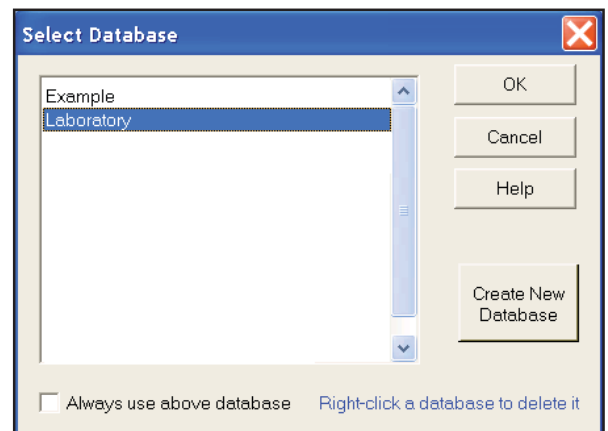 Select Database
Example
Laboratory
OK
Cancel
Help
Create New
Database
Always use above database
Right-click a database to delete it